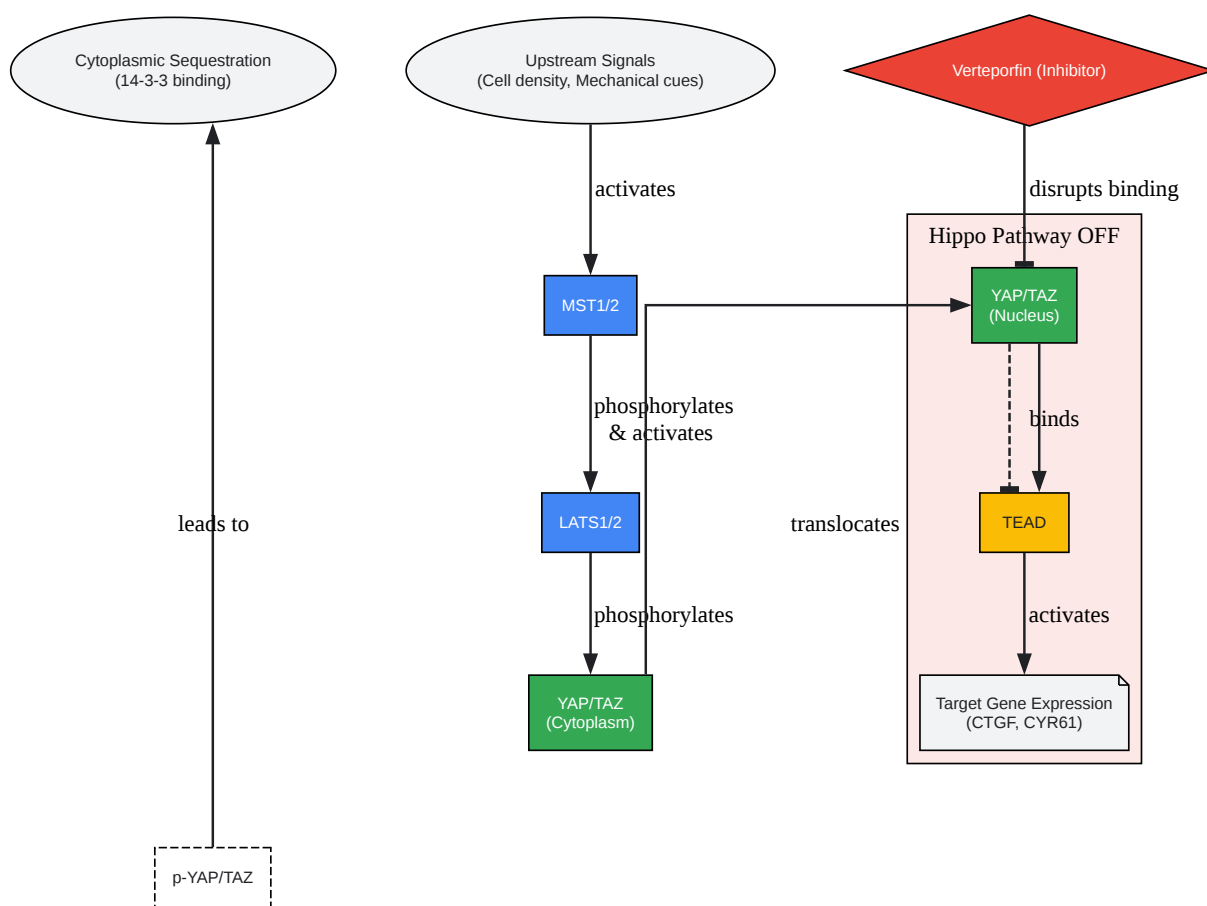 Cytoplasmic Sequestration
(14-3-3 binding)
Upstream Signals
(Cell density, Mechanical cues)
Verteporfin (Inhibitor)
activates
disrupts binding
Hippo Pathway OFF
MST1/2
YAP/TAZ
(Nucleus)
phosphorylates
& activates
binds
leads to
LATS1/2
translocates
TEAD
phosphorylates
activates
YAP/TAZ
(Cytoplasm)
Target Gene Expression
(CTGF, CYR61)
p-YAP/TAZ